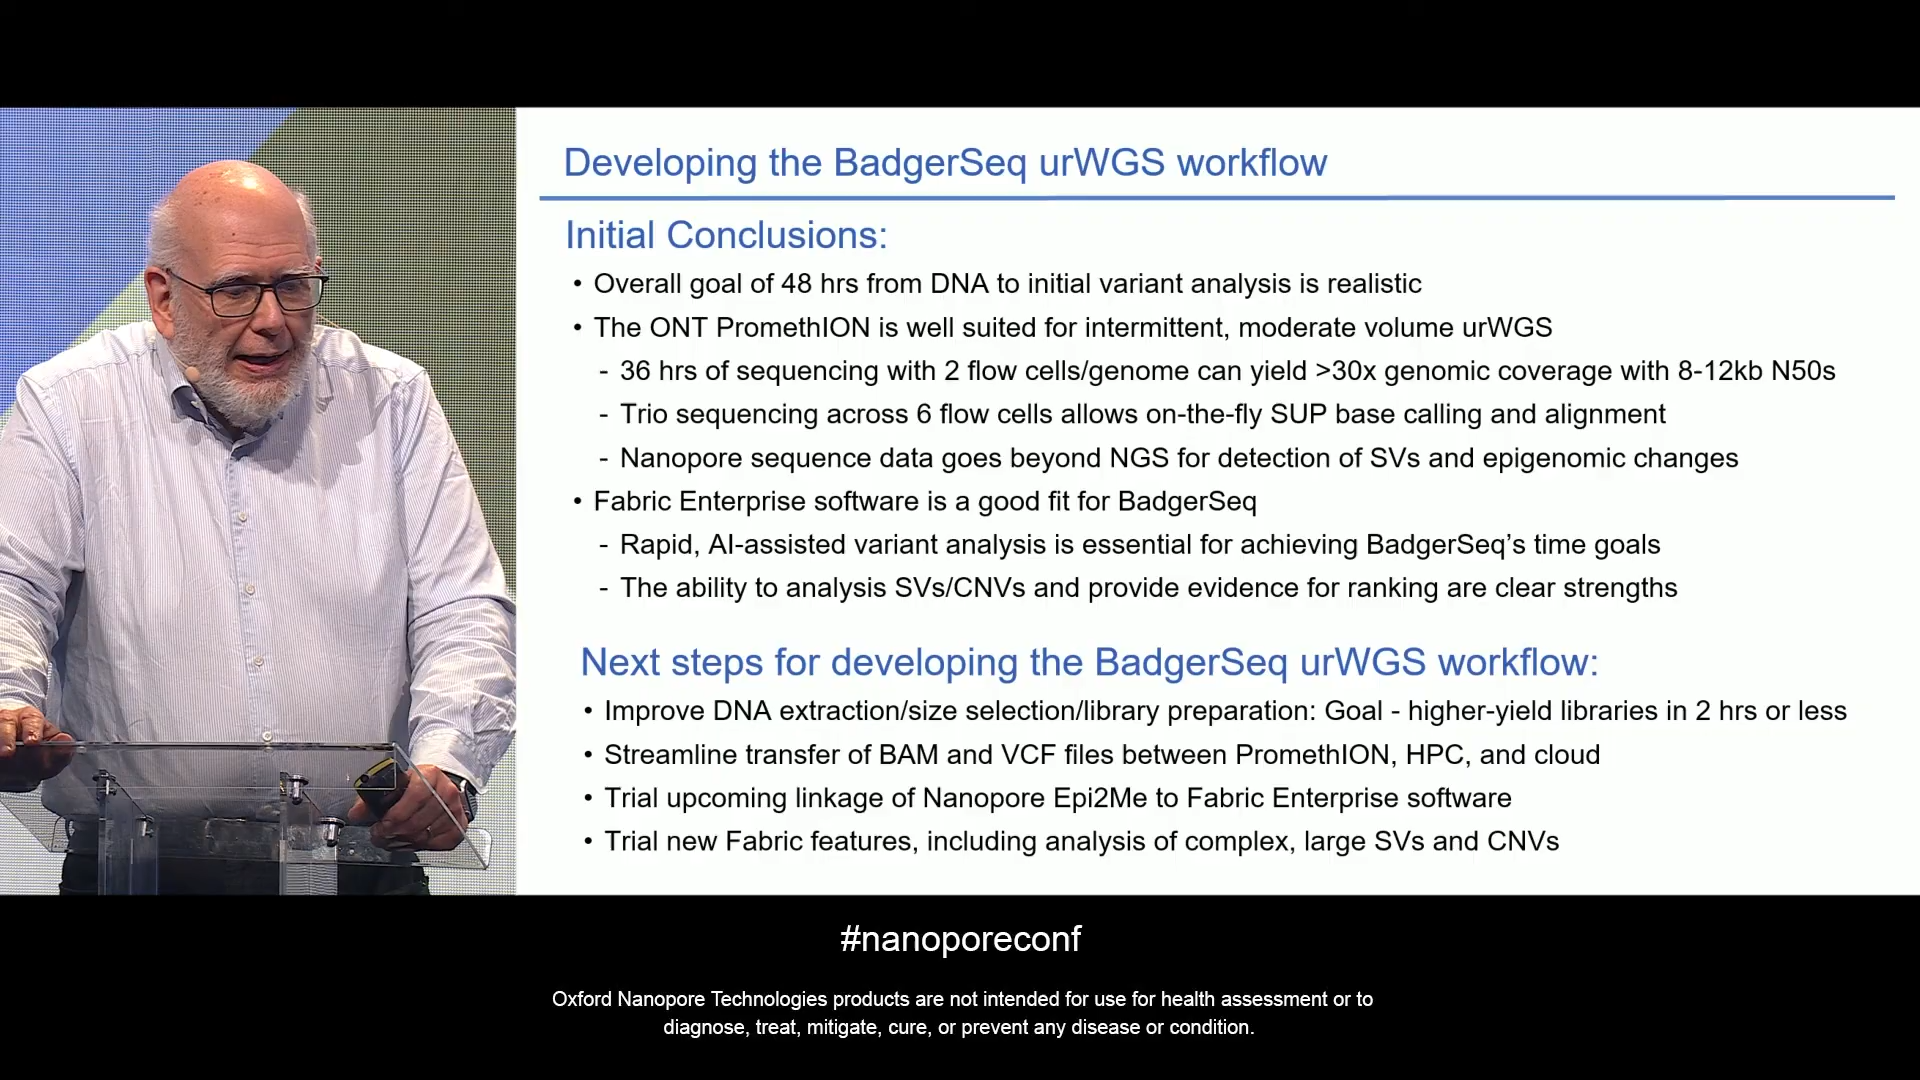 Developing the BadgerSeq urWGS workflow
Initial Conclusions:
• Overall goal of 48 hrs from DNA to initial variant analysis is realistic
• The ONT PromethION is well suited for intermittent, moderate volume urWGS
- 36 hrs of sequencing with 2 flow cells/genome can yield >30x genomic coverage with 8-12kb N50s
- Trio sequencing across 6 flow cells allows on-the-fly SUP base calling and alignment
- Nanopore sequence data goes beyond NGS for detection of SVs and epigenomic changes
• Fabric Enterprise software is a good fit for BadgerSeq
- Rapid, AI-assisted variant analysis is essential for achieving BadgerSeq’s time goals
- The ability to analysis SVs/CNVs and provide evidence for ranking are clear strengths
Next steps for developing the BadgerSeq urWGS workflow:
• Improve DNA extraction/size selection/library preparation: Goal - higher-yield libraries in 2 hrs or less
• Streamline transfer of BAM and VCF files between PromethION, HPC, and cloud
• Trial upcoming linkage of Nanopore Epi2Me to Fabric Enterprise software
• Trial new Fabric features, including analysis of complex, large SVs and CNVs
#nanoporeconf
Oxford Nanopore Technologies products are not intended for use for health assessment or to
diagnose, treat, mitigate, cure, or prevent any disease or condition.